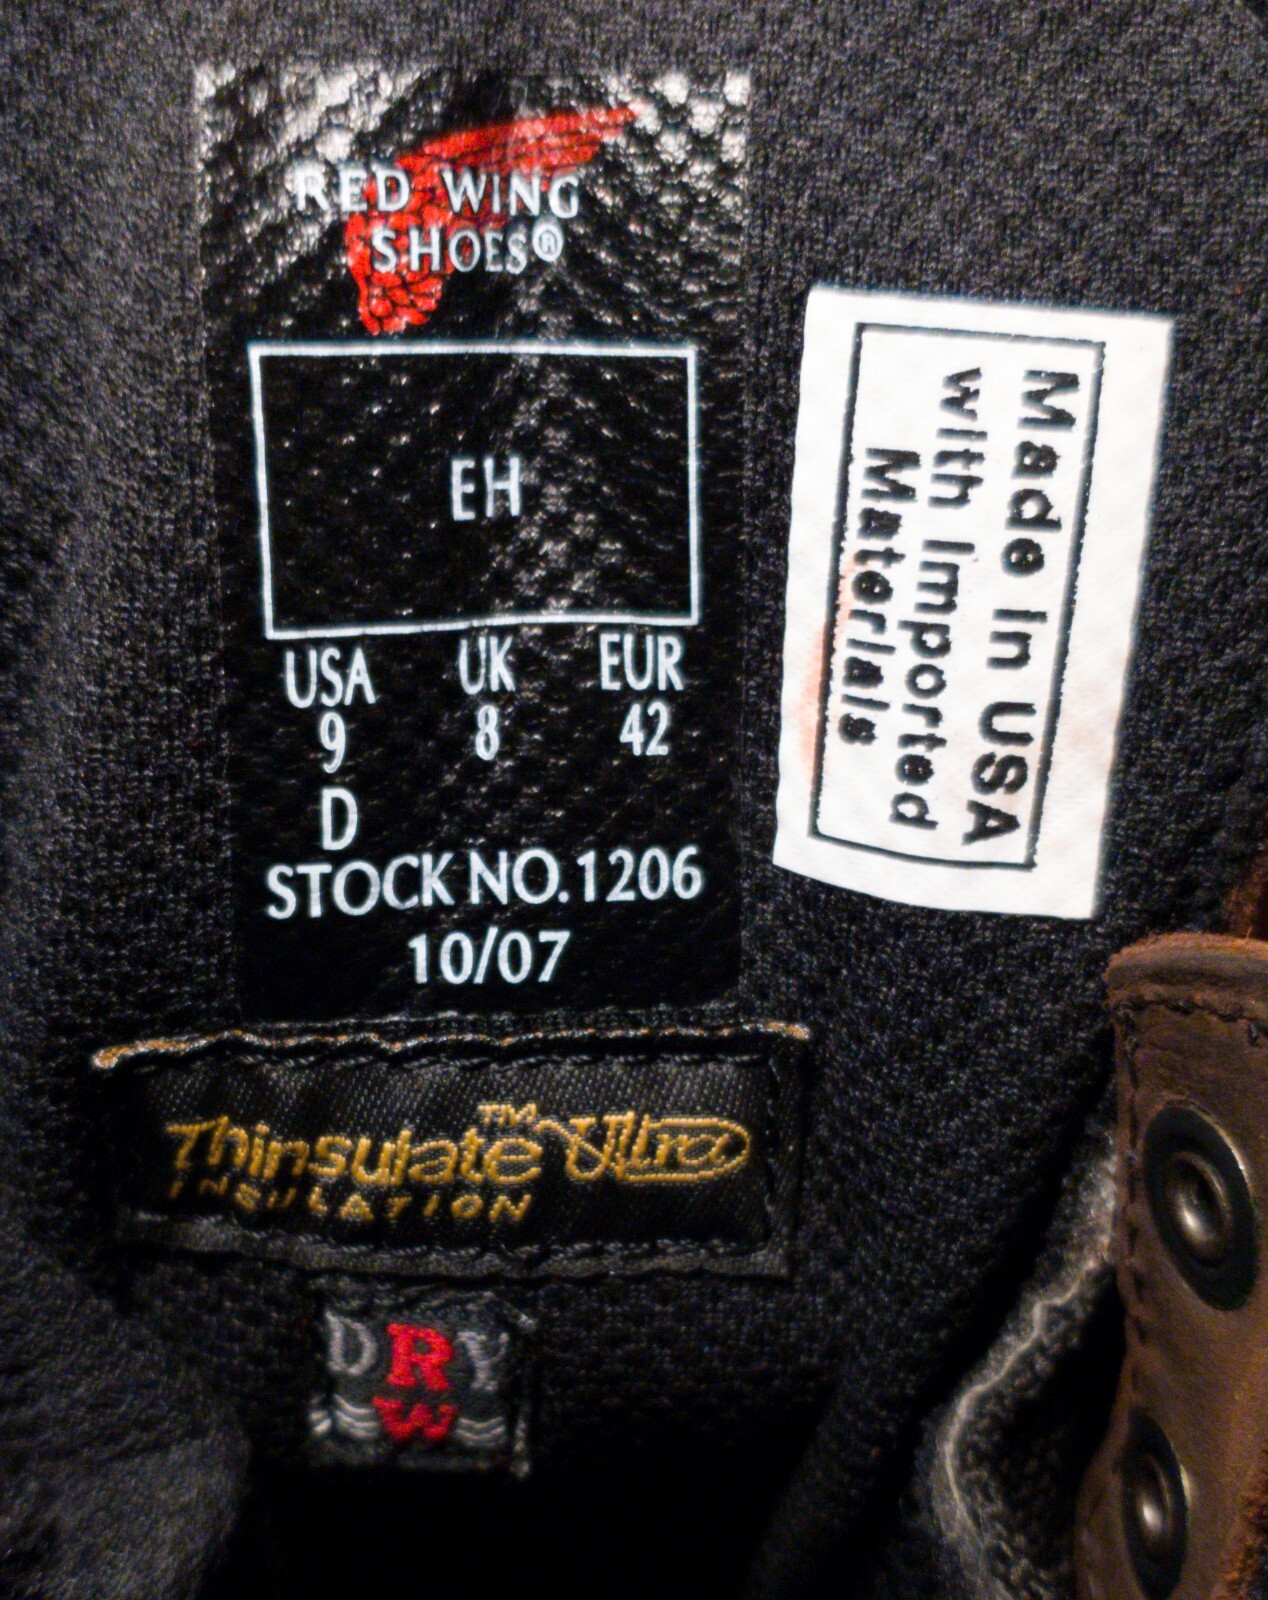 RED WING
SHOES®
EH
USA UK EUR
9 8 42
D
STOCK NO. 1206
10/07
Made In USA
with Imported
Materials
Thinsulate™ Ultra
INSULATION
DRY
W